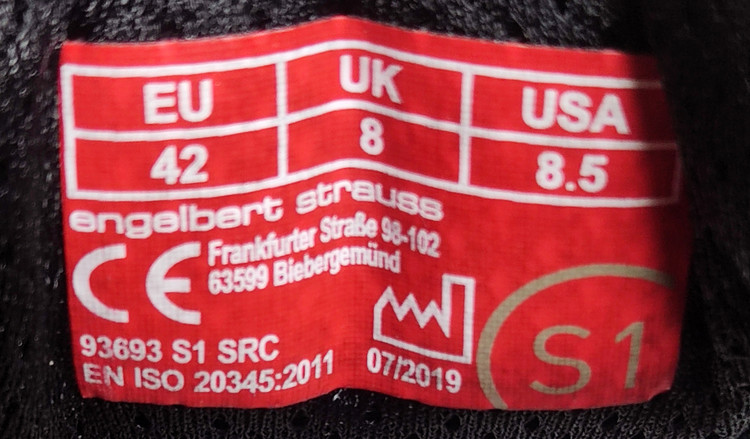 EU UK USA
42 8 8.5
engelbert strauss
CE Frankfurter Straße 98-102
63599 Biebergemünd
93693 S1 SRC
EN ISO 20345:2011 07/2019
S1